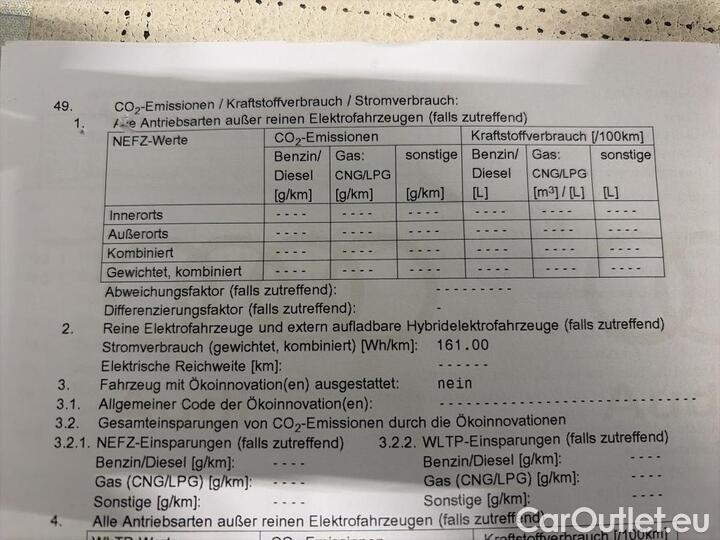 49. CO2-Emissionen / Kraftstoffverbrauch / Stromverbrauch:
1. Alle Antriebsarten außer reinen Elektrofahrzeugen (falls zutreffend)
NEFZ-Werte CO2-Emissionen Kraftstoffverbrauch [/100km]
Benzin/ Gas: sonstige Benzin/ Gas: sonstige
Diesel CNG/LPG Diesel CNG/LPG
[g/km] [g/km] [g/km] [L] [m³] / [L] [L]
Innerorts ---- ---- ---- ---- ---- ----
Außerorts ---- ---- ---- ---- ---- ----
Kombiniert ---- ---- ---- ---- ---- ----
Gewichtet, kombiniert ---- ---- ---- ---- ---- ----
Abweichungsfaktor (falls zutreffend): ---------
Differenzierungsfaktor (falls zutreffend): -
2. Reine Elektrofahrzeuge und extern aufladbare Hybridelektrofahrzeuge (falls zutreffend)
Stromverbrauch (gewichtet, kombiniert) [Wh/km]: 161.00
Elektrische Reichweite [km]: ------
3. Fahrzeug mit Ökoinnovation(en) ausgestattet: nein
3.1. Allgemeiner Code der Ökoinnovation(en): ------------------------------
3.2. Gesamteinsparungen von CO2-Emissionen durch die Ökoinnovationen
3.2.1. NEFZ-Einsparungen (falls zutreffend) 3.2.2. WLTP-Einsparungen (falls zutreffend)
Benzin/Diesel [g/km]: ---- Benzin/Diesel [g/km]: ----
Gas (CNG/LPG) [g/km]: ---- Gas (CNG/LPG) [g/km]: ----
Sonstige [g/km]: ---- Sonstige [g/km]: ----
4. Alle Antriebsarten außer reinen Elektrofahrzeugen (falls zutreffend)
WLTP-Werte CO2-Emissionen Kraftstoffverbrauch [/100km]
CarOutlet.eu